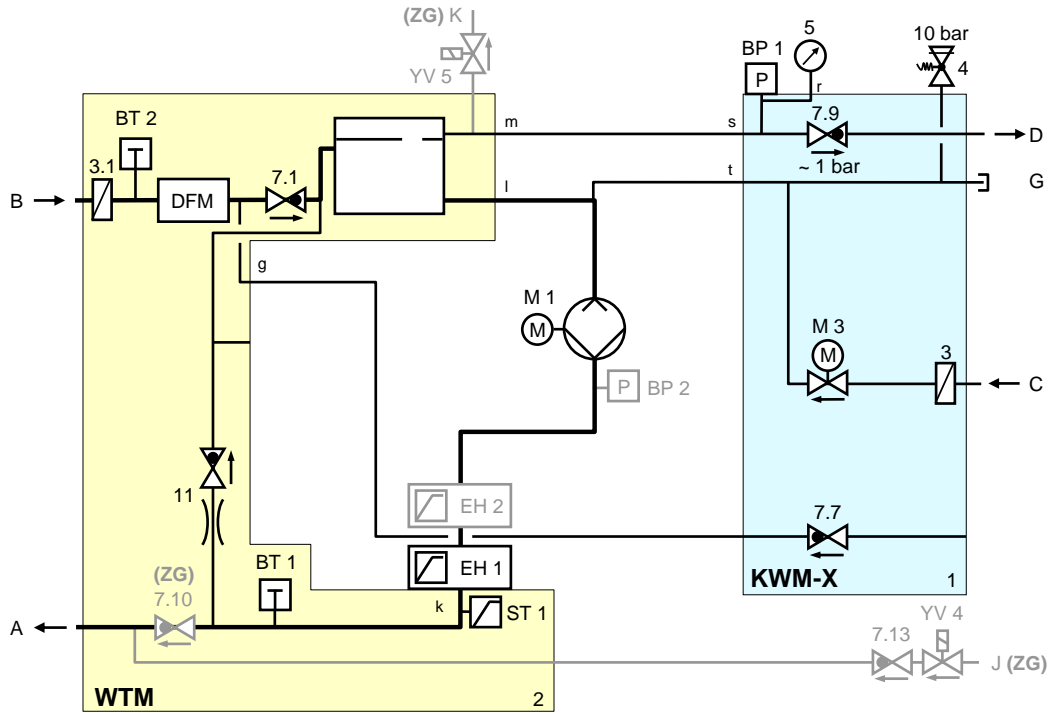 (ZG) K
5
10 bar
BP 1
P
4
YV 5
r
BT 2
m
s
7.9
D
3.1
7.1
~ 1 bar
l
t
G
B
DFM
g
M 1
M
M 3
M
3
P
BP 2
C
11
EH 2
7.7
BT 1
EH 1
KWM-X
1
(ZG)
7.10
k
ST 1
YV 4
A
7.13
J (ZG)
WTM
2